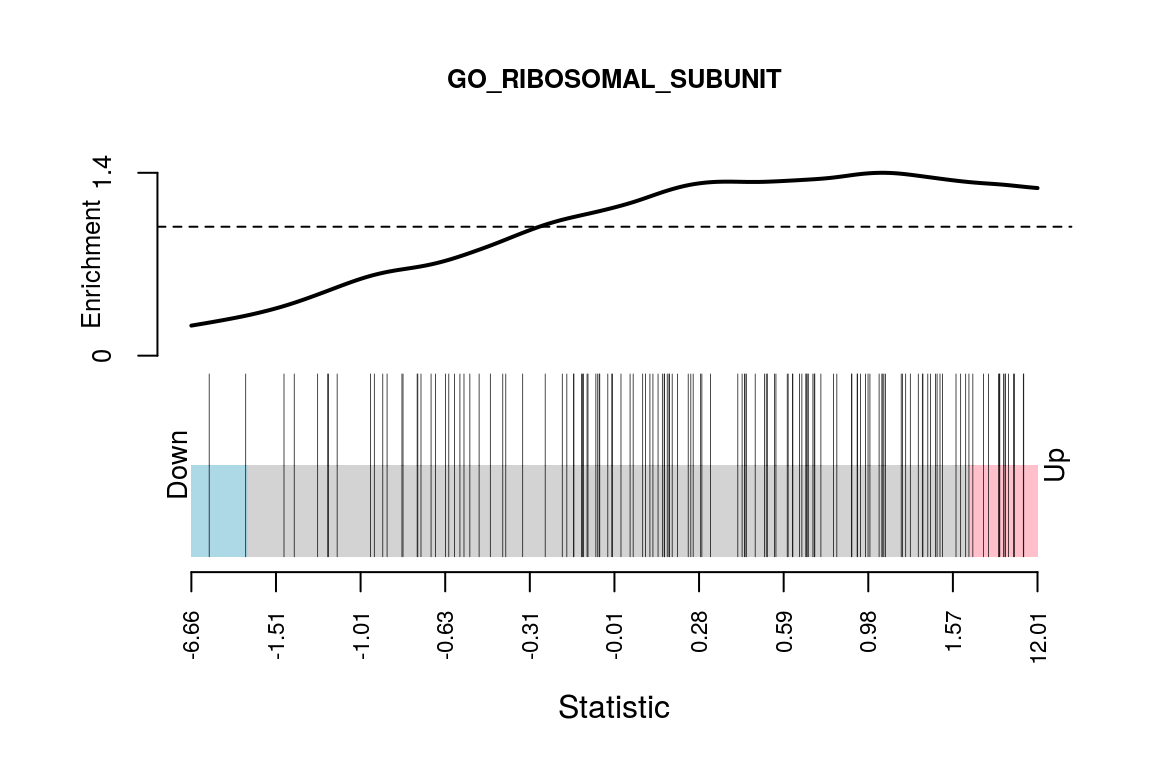 GO_RIBOSOMAL_SUBUNIT
Enrichment
1.4
0
Down
Up
-6.66
-1.51
-1.01
-0.63
-0.31
-0.01
0.28
0.59
0.98
1.57
12.01
Statistic